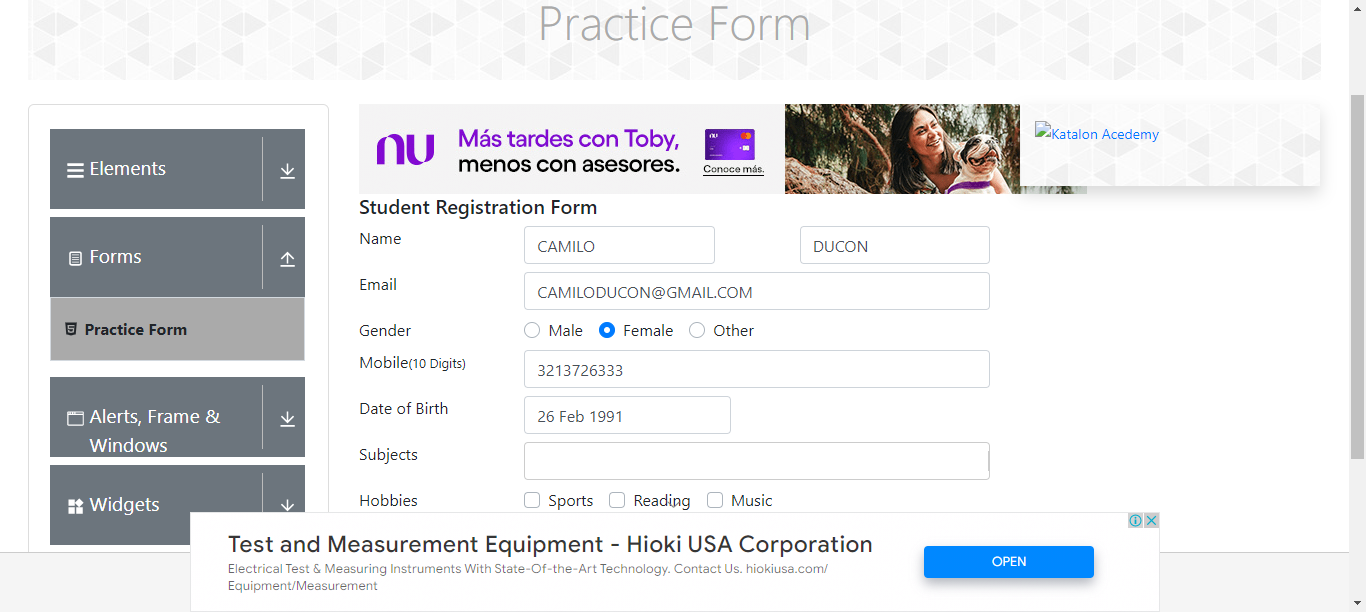 Practice Form
Elements
Forms
Practice Form
Alerts, Frame &
Windows
Widgets
nu
Más tardes con Toby,
menos con asesores.
nu
Conoce más.
Katalon Acedemy
Student Registration Form
Name
CAMILO
DUCON
Email
CAMILODUCON@GMAIL.COM
Gender
Male
Female
Other
Mobile(10 Digits)
3213726333
Date of Birth
26 Feb 1991
Subjects
Hobbies
Sports
Reading
Music
Test and Measurement Equipment - Hioki USA Corporation
Electrical Test & Measuring Instruments With State-Of-the-Art Technology. Contact Us. hiokiusa.com/
Equipment/Measurement
OPEN